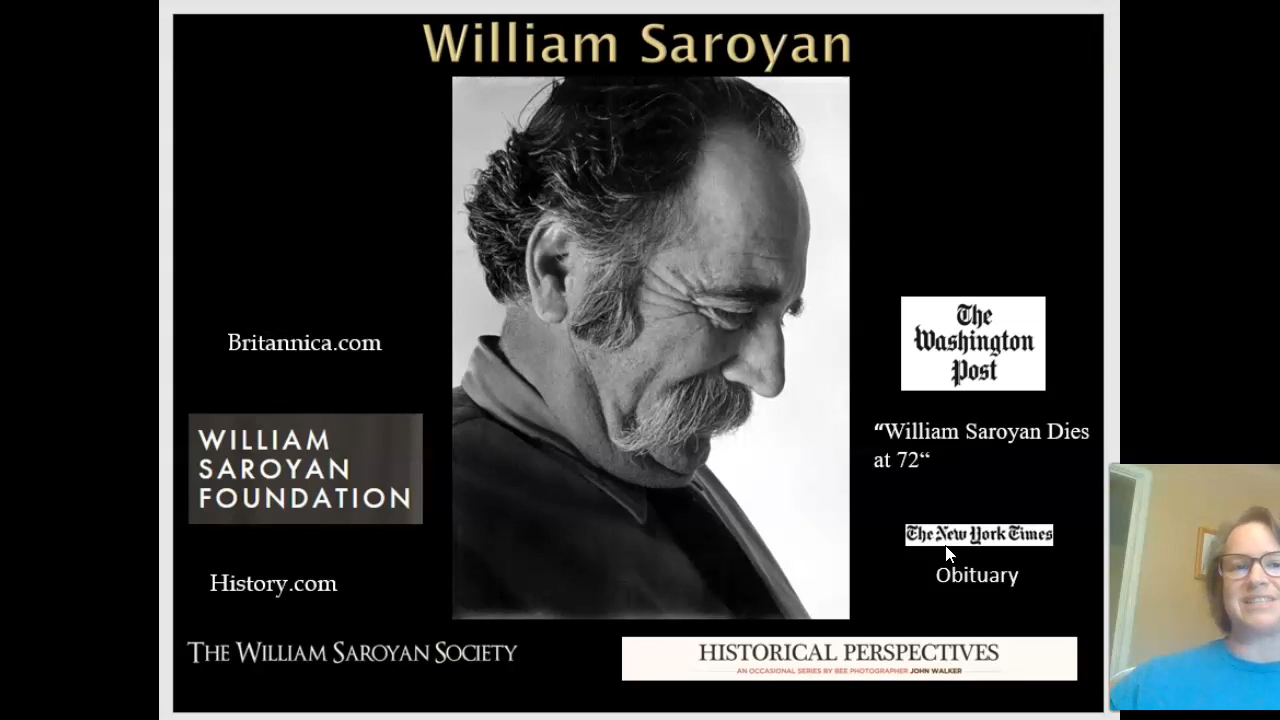 William Saroyan
Britannica.com
WILLIAM
SAROYAN
FOUNDATION
History.com
THE WILLIAM SAROYAN SOCIETY
The
Washington
Post
“William Saroyan Dies
at 72“
The New York Times
Obituary
HISTORICAL PERSPECTIVES
AN OCCASIONAL SERIES BY BEE PHOTOGRAPHER JOHN WALKER